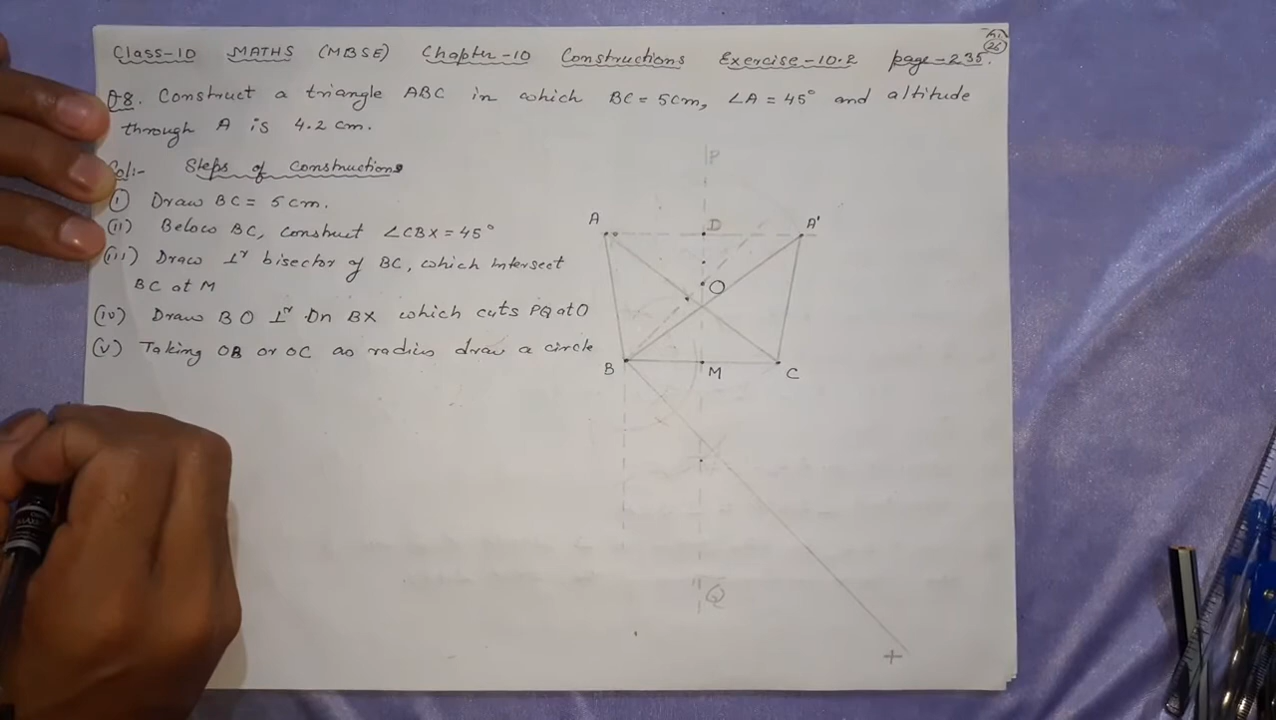 Class-10 MATHS (MBSE) Chapter-10 Constructions Exercise-10.2 page-235.
Q8. Construct a triangle ABC in which BC = 5cm, ∠A = 45° and altitude
through A is 4.2 cm.
Sol:- Steps of Construction
(i) Draw BC = 5 cm.
(ii) Below BC, construct ∠CBX = 45°
(iii) Draw ⊥r bisector of BC, which intersect
BC at M
(iv) Draw BO ⊥r on BX which cuts PQ at O
(v) Taking OB or OC as radius draw a circle
P
A D A'
O
B M C
Q